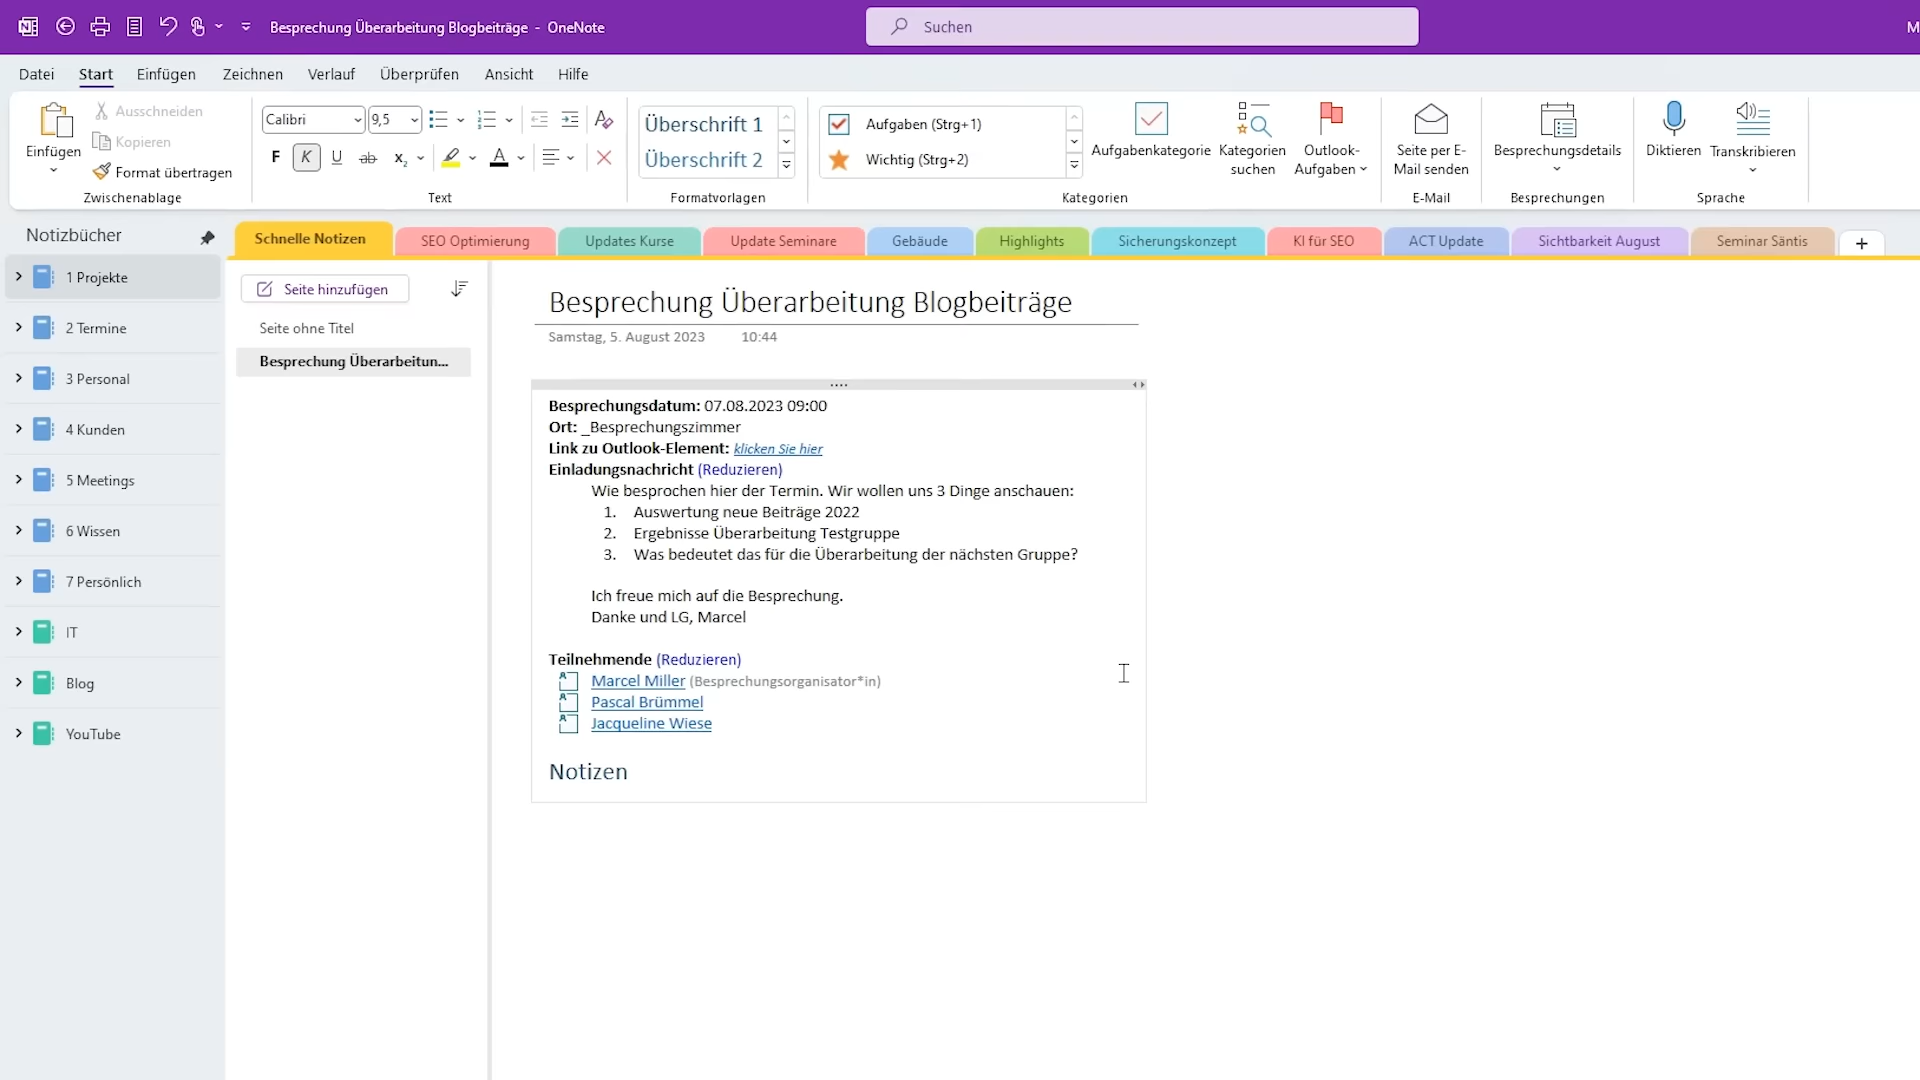 Besprechung Überarbeitung Blogbeiträge - OneNote
Suchen
M
Datei Start Einfügen Zeichnen Verlauf Überprüfen Ansicht Hilfe
Einfügen
Ausschneiden
Kopieren
Format übertragen
Zwischenablage
Calibri 9,5
F K U ab x₂ A
Text
Überschrift 1
Überschrift 2
Formatvorlagen
Aufgaben (Strg+1)
Wichtig (Strg+2)
Aufgabenkategorie
Kategorien suchen
Outlook-Aufgaben
Kategorien
Seite per E-Mail senden
E-Mail
Besprechungsdetails
Besprechungen
Diktieren
Transkribieren
Sprache
Notizbücher
Schnelle Notizen SEO Optimierung Updates Kurse Update Seminare Gebäude Highlights Sicherungskonzept KI für SEO ACT Update Sichtbarkeit August Seminar Säntis +
1 Projekte
2 Termine
3 Personal
4 Kunden
5 Meetings
6 Wissen
7 Persönlich
IT
Blog
YouTube
Seite hinzufügen
Seite ohne Titel
Besprechung Überarbeitun...
Besprechung Überarbeitung Blogbeiträge
Samstag, 5. August 2023 10:44
Besprechungsdatum: 07.08.2023 09:00
Ort: _Besprechungszimmer
Link zu Outlook-Element: klicken Sie hier
Einladungsnachricht (Reduzieren)
Wie besprochen hier der Termin. Wir wollen uns 3 Dinge anschauen:
1. Auswertung neue Beiträge 2022
2. Ergebnisse Überarbeitung Testgruppe
3. Was bedeutet das für die Überarbeitung der nächsten Gruppe?
Ich freue mich auf die Besprechung.
Danke und LG, Marcel
Teilnehmende (Reduzieren)
Marcel Miller (Besprechungsorganisator*in)
Pascal Brümmel
Jacqueline Wiese
Notizen